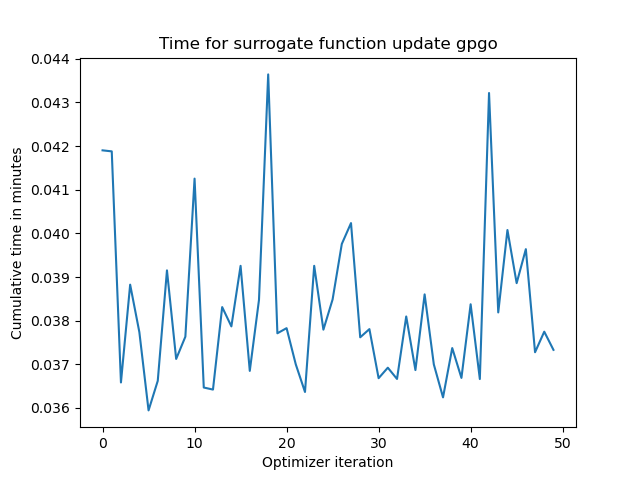 Time for surrogate function update gpgo
Cumulative time in minutes
0.044
0.043
0.042
0.041
0.040
0.039
0.038
0.037
0.036
0 10 20 30 40 50
Optimizer iteration